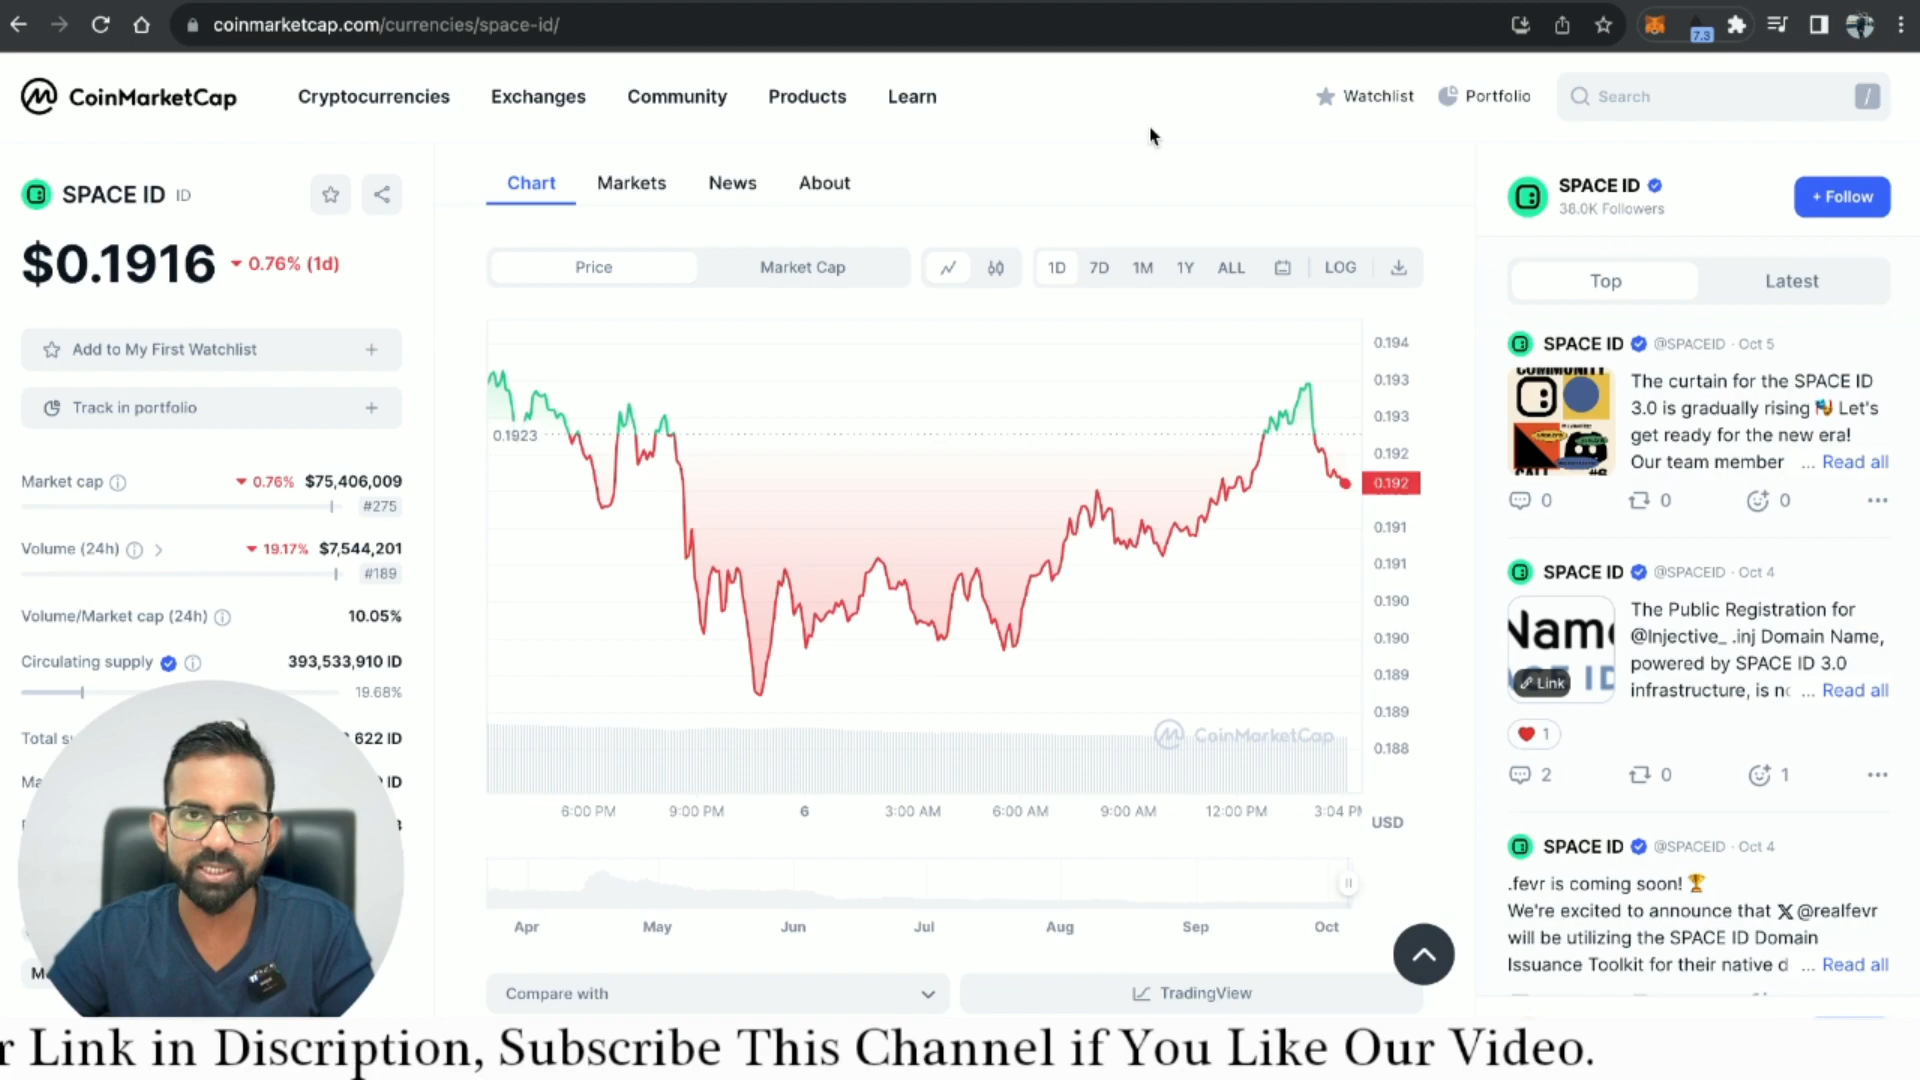 coinmarketcap.com/currencies/space-id/
7.3
CoinMarketCap
Cryptocurrencies
Exchanges
Community
Products
Learn
Watchlist
Portfolio
Search
/
SPACE ID ID
$0.1916
0.76% (1d)
Add to My First Watchlist +
Track in portfolio +
Market cap
0.76% $75,406,009
#275
Volume (24h)
19.17% $7,544,201
#189
Volume/Market cap (24h)
10.05%
Circulating supply
393,533,910 ID
19.68%
622 ID
ID
Chart
Markets
News
About
Price
Market Cap
1D
7D
1M
1Y
ALL
LOG
0.194
0.193
0.193
0.1923
0.192
0.192
0.191
0.191
0.190
0.190
0.189
0.189
0.188
CoinMarketCap
6:00 PM
9:00 PM
6
3:00 AM
6:00 AM
9:00 AM
12:00 PM
3:04 P
USD
Apr
May
Jun
Jul
Aug
Sep
Oct
Compare with
TradingView
SPACE ID
38.0K Followers
+ Follow
Top
Latest
SPACE ID @SPACEID · Oct 5
The curtain for the SPACE ID
3.0 is gradually rising Let's
get ready for the new era!
Our team member ... Read all
0
0
0
SPACE ID @SPACEID · Oct 4
Nam
Link
The Public Registration for
@Injective_ .inj Domain Name,
powered by SPACE ID 3.0
infrastructure, is ... Read all
1
2
0
1
SPACE ID @SPACEID · Oct 4
.fevr is coming soon!
We're excited to announce that 𝕏 @realfevr
will be utilizing the SPACE ID Domain
Issuance Toolkit for their native d ... Read all
r Link in Discription, Subscribe This Channel if You Like Our Video.